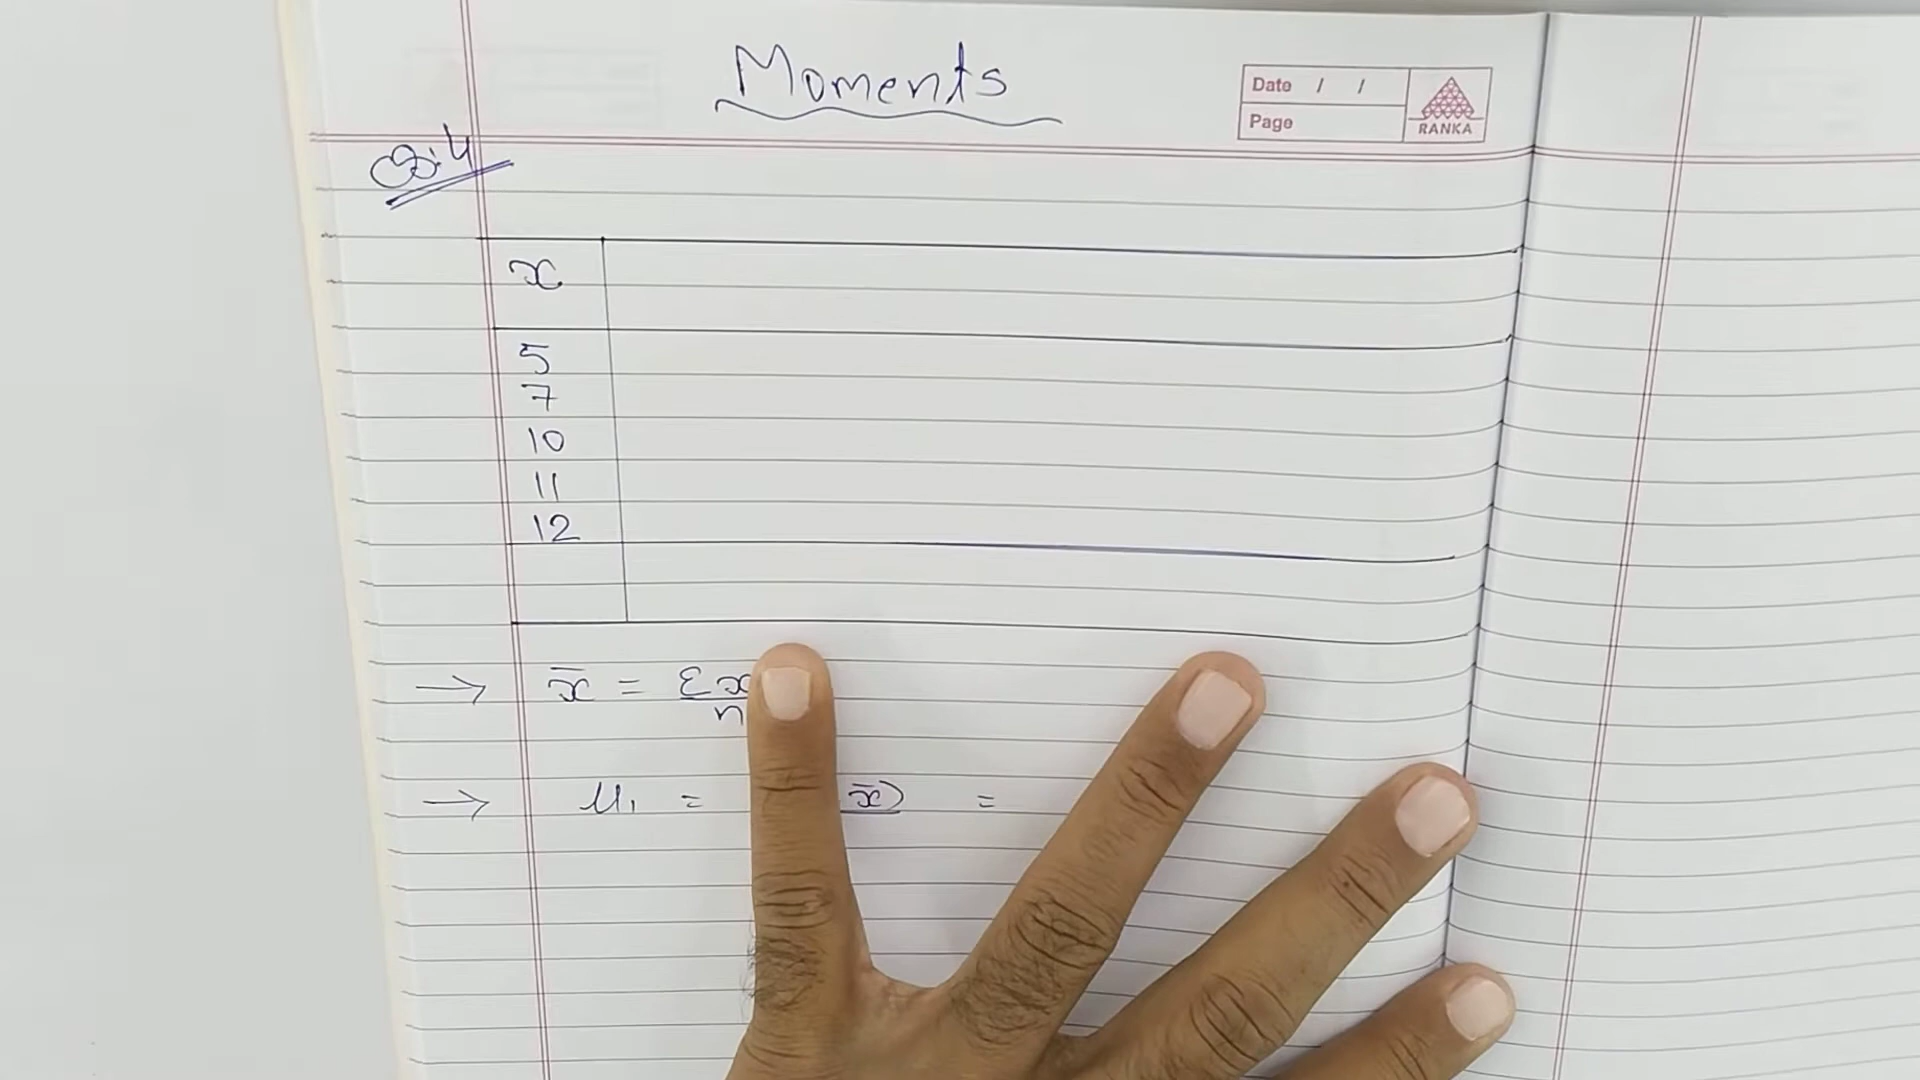 Moments
Date / /
Page
RANKA
Q:4
x
5
7
10
11
12
→ x̄ = Σx
n
→ μ₁ = x̄) =